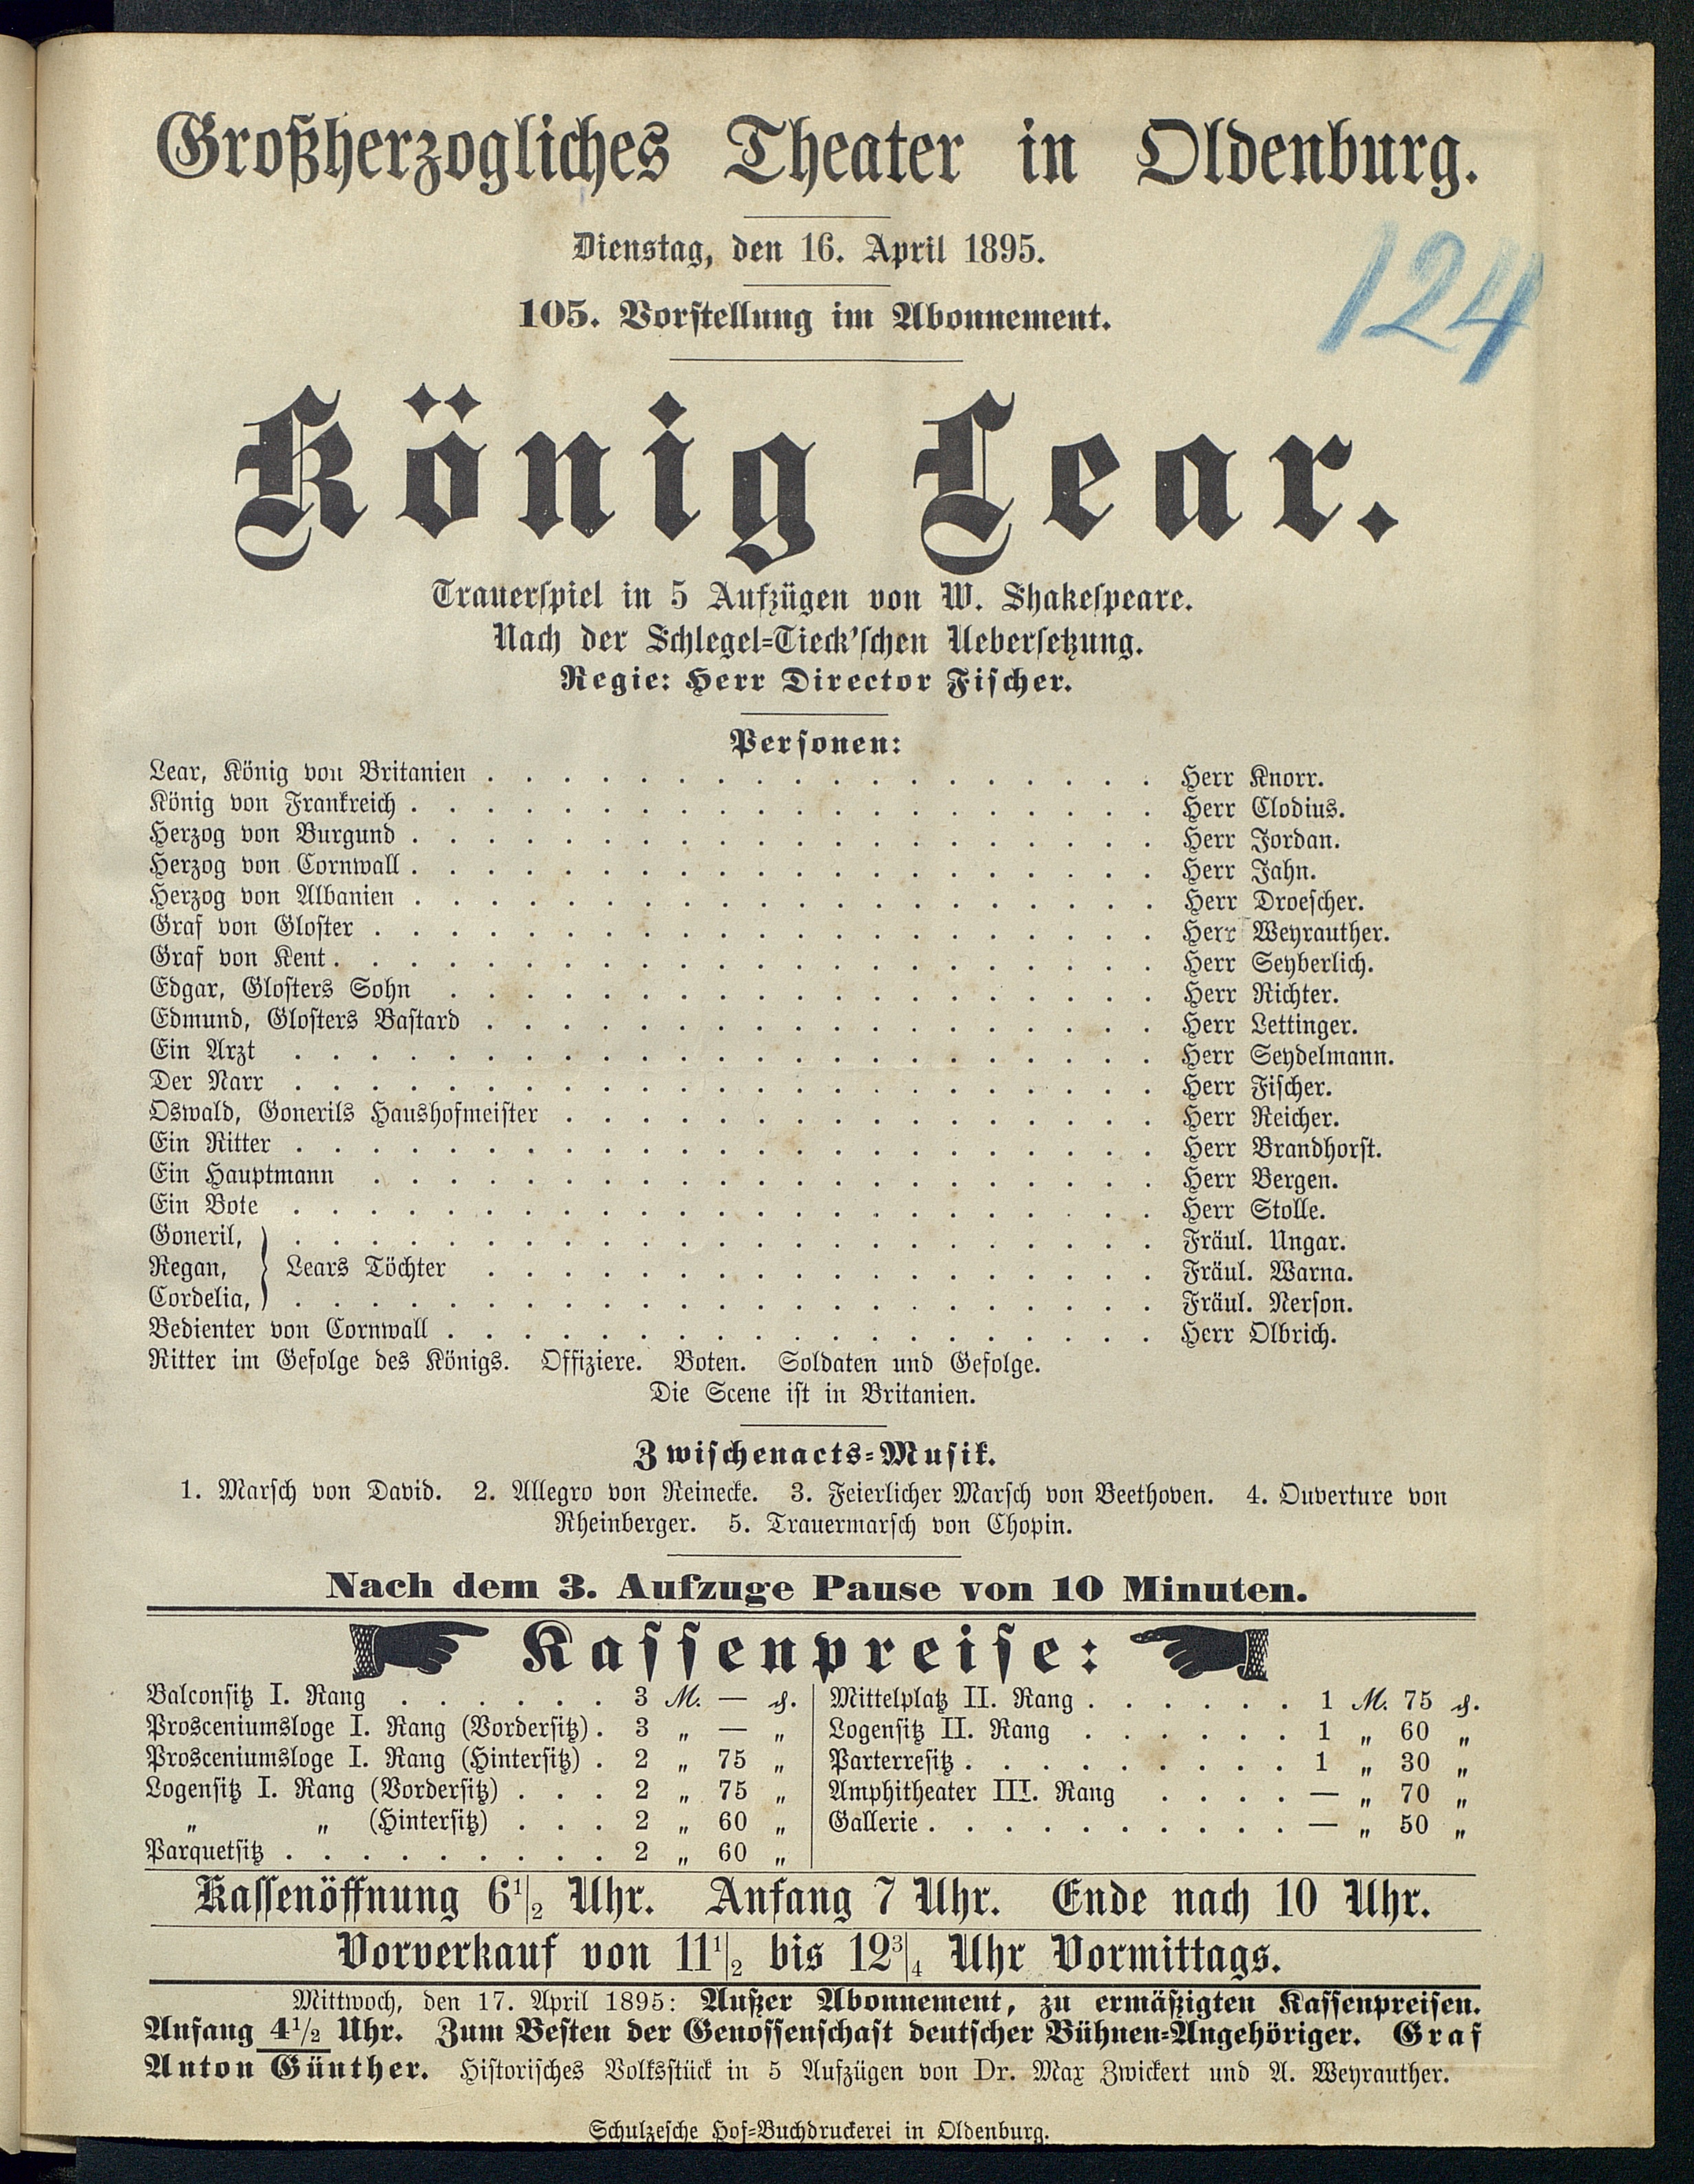 Großherzogliches Theater in Oldenburg.
Dienstag, den 16. April 1895.
124
105. Vorstellung im Abonnement.
König Lear.
Trauerspiel in 5 Aufzügen von W. Shakespeare.
Nach der Schlegel-Tieck'schen Uebersetzung.
Regie: Herr Director Fischer.
Personen:
Lear, König von Britanien . . . . . . . . . . . . . . . . . . Herr Knorr.
König von Frankreich . . . . . . . . . . . . . . . . . . . . Herr Clodius.
Herzog von Burgund . . . . . . . . . . . . . . . . . . . . Herr Jordan.
Herzog von Cornwall . . . . . . . . . . . . . . . . . . . . Herr Jahn.
Herzog von Albanien . . . . . . . . . . . . . . . . . . . . Herr Droescher.
Graf von Gloster . . . . . . . . . . . . . . . . . . . . . Herr Weyrauther.
Graf von Kent . . . . . . . . . . . . . . . . . . . . . . Herr Seyberlich.
Edgar, Glosters Sohn . . . . . . . . . . . . . . . . . . . Herr Richter.
Edmund, Glosters Bastard . . . . . . . . . . . . . . . . . . Herr Lettinger.
Ein Arzt . . . . . . . . . . . . . . . . . . . . . . . Herr Seydelmann.
Der Narr . . . . . . . . . . . . . . . . . . . . . . . Herr Fischer.
Oswald, Gonerils Haushofmeister . . . . . . . . . . . . . . . . Herr Reicher.
Ein Ritter . . . . . . . . . . . . . . . . . . . . . . . Herr Brandhorst.
Ein Hauptmann . . . . . . . . . . . . . . . . . . . . . Herr Bergen.
Ein Bote . . . . . . . . . . . . . . . . . . . . . . . Herr Stolle.
Goneril, . . . . . . . . . . . . . . . . . . . . . . . Fräul. Ungar.
Regan, } Lears Töchter . . . . . . . . . . . . . . . . . . Fräul. Warna.
Cordelia, . . . . . . . . . . . . . . . . . . . . . . . Fräul. Nerson.
Bedienter von Cornwall . . . . . . . . . . . . . . . . . . . Herr Olbrich.
Ritter im Gefolge des Königs. Offiziere. Boten. Soldaten und Gefolge.
Die Scene ist in Britanien.
Zwischenacts-Musik.
1. Marsch von David. 2. Allegro von Reinecke. 3. Feierlicher Marsch von Beethoven. 4. Ouverture von
Rheinberger. 5. Trauermarsch von Chopin.
Nach dem 3. Aufzuge Pause von 10 Minuten.
Kassenpreise:
Balconsitz I. Rang . . . . . . 3 M. — ₰.
Prosceniumsloge I. Rang (Vordersitz) . 3 „ — „
Prosceniumsloge I. Rang (Hintersitz) . 2 „ 75 „
Logensitz I. Rang (Vordersitz) . . . 2 „ 75 „
„ „ (Hintersitz) . . . 2 „ 60 „
Parquetsitz . . . . . . . . . 2 „ 60 „
Mittelplatz II. Rang . . . . . . 1 M. 75 ₰.
Logensitz II. Rang . . . . . . 1 „ 60 „
Parterresitz . . . . . . . . . 1 „ 30 „
Amphitheater III. Rang . . . . — „ 70 „
Gallerie . . . . . . . . . . — „ 50 „
Kassenöffnung 6 1/2 Uhr. Anfang 7 Uhr. Ende nach 10 Uhr.
Vorverkauf von 11 1/2 bis 12 3/4 Uhr Vormittags.
Mittwoch, den 17. April 1895: Außer Abonnement, zu ermäßigten Kassenpreisen.
Anfang 4 1/2 Uhr. Zum Besten der Genossenschaft deutscher Bühnen-Angehöriger. Graf
Anton Günther. Historisches Volksstück in 5 Aufzügen von Dr. Max Zwickert und A. Weyrauther.
Schulzesche Hof-Buchdruckerei in Oldenburg.